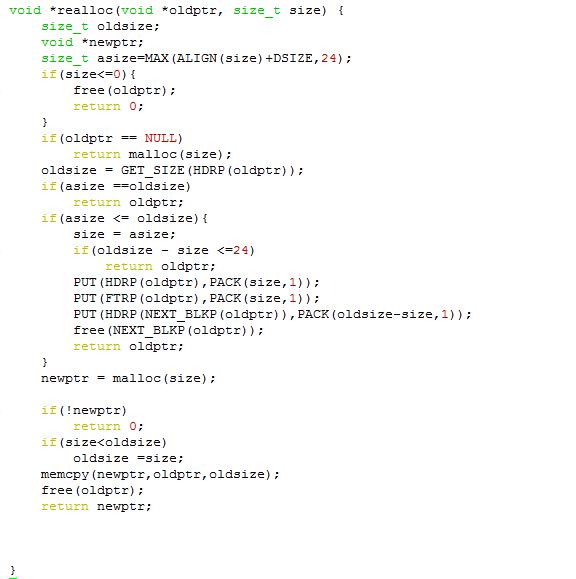 void *realloc(void *oldptr, size_t size) {
    size_t oldsize;
    void *newptr;
    size_t asize=MAX(ALIGN(size)+DSIZE,24);
    if(size<=0){
        free(oldptr);
        return 0;
    }
    if(oldptr == NULL)
        return malloc(size);
    oldsize = GET_SIZE(HDRP(oldptr));
    if(asize ==oldsize)
        return oldptr;
    if(asize <= oldsize){
        size = asize;
        if(oldsize - size <=24)
            return oldptr;
        PUT(HDRP(oldptr),PACK(size,1));
        PUT(FTRP(oldptr),PACK(size,1));
        PUT(HDRP(NEXT_BLKP(oldptr)),PACK(oldsize-size,1));
        free(NEXT_BLKP(oldptr));
        return oldptr;
    }
    newptr = malloc(size);

    if(!newptr)
        return 0;
    if(size<oldsize)
        oldsize =size;
    memcpy(newptr,oldptr,oldsize);
    free(oldptr);
    return newptr;



}